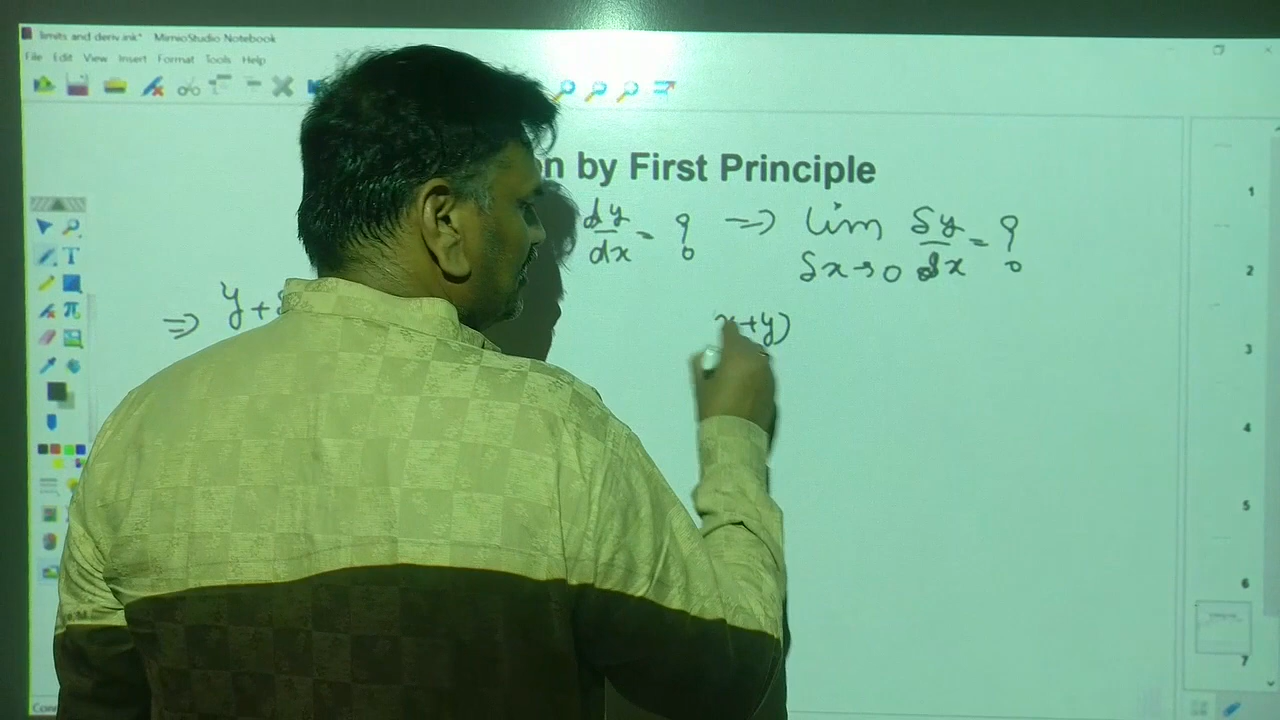 limits and deriv.ink* MimioStudio Notebook
File Edit View Insert Format Tools Help
on by First Principle
dy/dx = ? ⇒ lim δx→0 δy/δx = ?
⇒ y+
x+y)
1
2
3
4
5
6
7